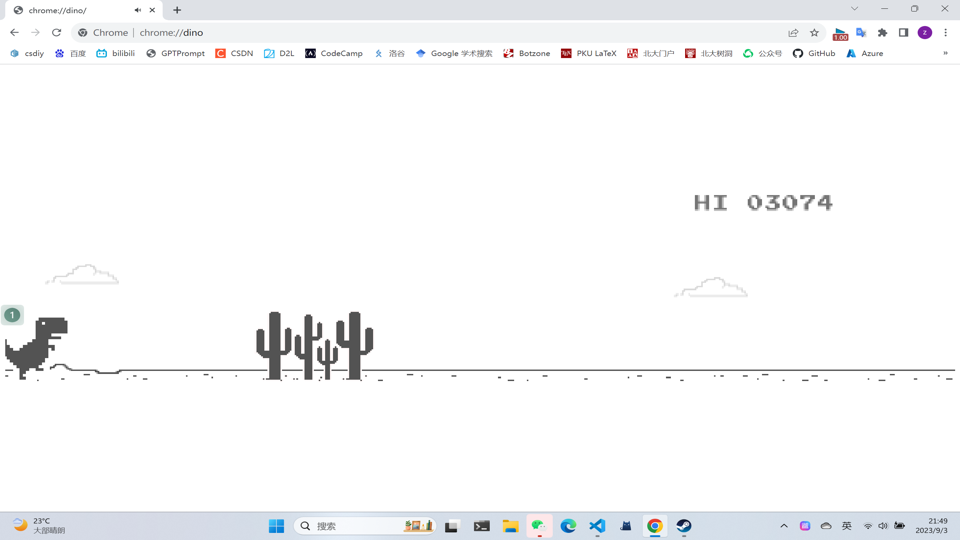 chrome://dino/
Chrome | chrome://dino
1.00
z
csdiy
百度
bilibili
GPTPrompt
CSDN
D2L
CodeCamp
洛谷
Google 学术搜索
Botzone
PKU LaTeX
北大门户
北大树洞
公众号
GitHub
Azure
»
HI 03074
1
23°C
大部晴朗
搜索
英
21:49
2023/9/3